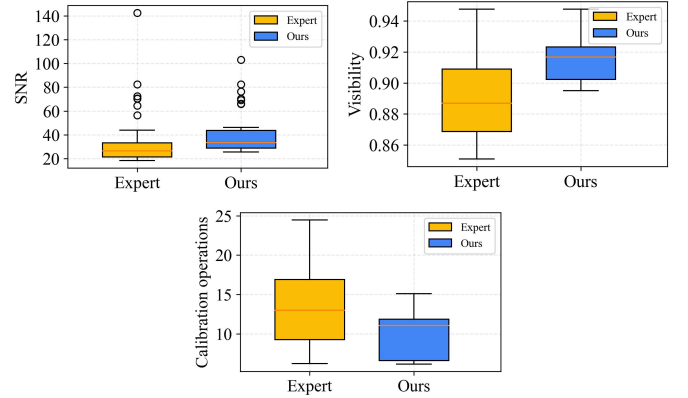 SNR
140
120
100
80
60
40
20
Expert
Ours
Expert
Ours
Visibility
0.94
0.92
0.90
0.88
0.86
Expert
Ours
Expert
Ours
Calibration operations
25
20
15
10
Expert
Ours
Expert
Ours